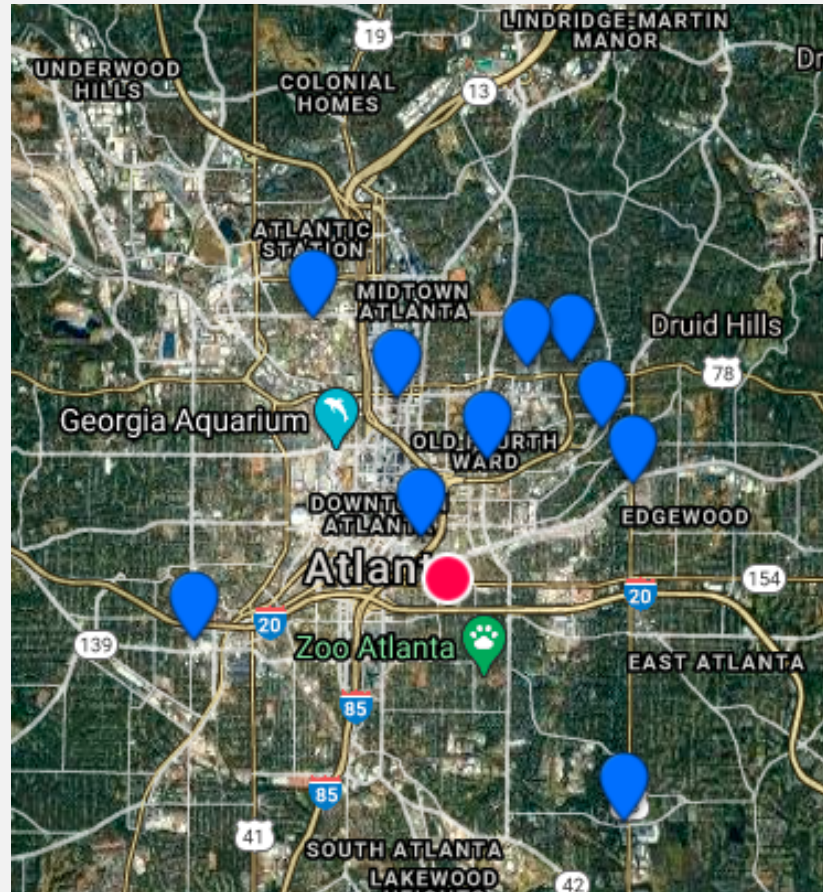 LINDRIDGE-MARTIN
MANOR
19
UNDERWOOD
HILLS
COLONIAL
HOMES
13
ATLANTIC
STATION
MIDTOWN
ATLANTA
Druid Hills
78
Georgia Aquarium
OLD FOURTH
WARD
DOWNTOWN
ATLANTA
EDGEWOOD
Atlant
154
20
20
139
Zoo Atlanta
EAST ATLANTA
85
85
41
SOUTH ATLANTA
LAKEWOOD
42